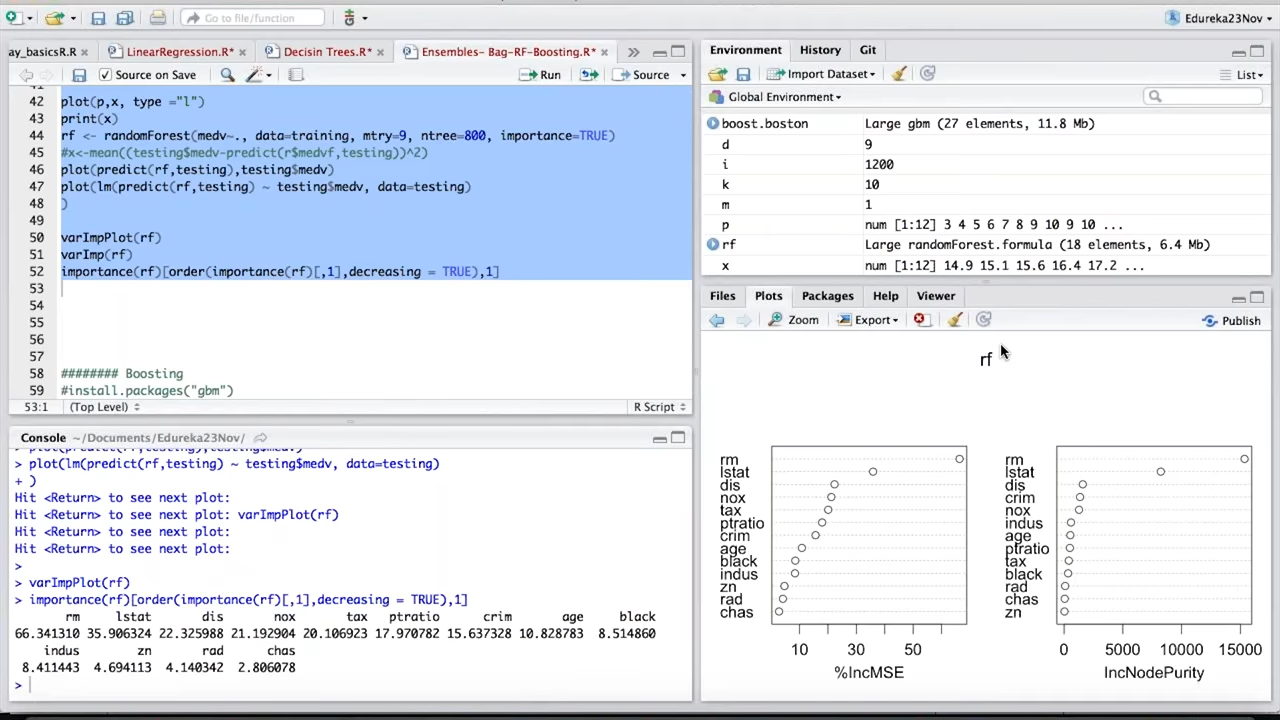 Go to file/function
Edureka23Nov
ay_basicsR.R
LinearRegression.R*
Decisin Trees.R*
Ensembles- Bag-RF-Boosting.R*
Source on Save
Run
Source
42 plot(p,x, type ="l")
43 print(x)
44 rf <- randomForest(medv~., data=training, mtry=9, ntree=800, importance=TRUE)
45 #x<-mean((testing$medv-predict(r$medvf,testing))^2)
46 plot(predict(rf,testing),testing$medv)
47 plot(lm(predict(rf,testing) ~ testing$medv, data=testing)
48 )
49
50 varImpPlot(rf)
51 varImp(rf)
52 importance(rf)[order(importance(rf)[,1],decreasing = TRUE),1]
53
54
55
56
57
58 ######## Boosting
59 #install.packages("gbm")
53:1 (Top Level) R Script
Console ~/Documents/Edureka23Nov/
> plot(lm(predict(rf,testing) ~ testing$medv, data=testing)
+ )
Hit <Return> to see next plot:
Hit <Return> to see next plot: varImpPlot(rf)
Hit <Return> to see next plot:
Hit <Return> to see next plot:
>
> varImpPlot(rf)
> importance(rf)[order(importance(rf)[,1],decreasing = TRUE),1]
rm lstat dis nox tax ptratio crim age black
66.341310 35.906324 22.325988 21.192904 20.106923 17.970782 15.637328 10.828783 8.514860
indus zn rad chas
8.411443 4.694113 4.140342 2.806078
>
Environment History Git
Import Dataset List
Global Environment
boost.boston Large gbm (27 elements, 11.8 Mb)
d 9
i 1200
k 10
m 1
p num [1:12] 3 4 5 6 7 8 9 10 9 10 ...
rf Large randomForest.formula (18 elements, 6.4 Mb)
x num [1:12] 14.9 15.1 15.6 16.4 17.2 ...
Files Plots Packages Help Viewer
Zoom Export Publish
rf
rm
lstat
dis
nox
tax
ptratio
crim
age
black
indus
zn
rad
chas
10 30 50
%IncMSE
rm
lstat
dis
crim
nox
indus
age
ptratio
tax
black
rad
chas
zn
0 5000 10000 15000
IncNodePurity